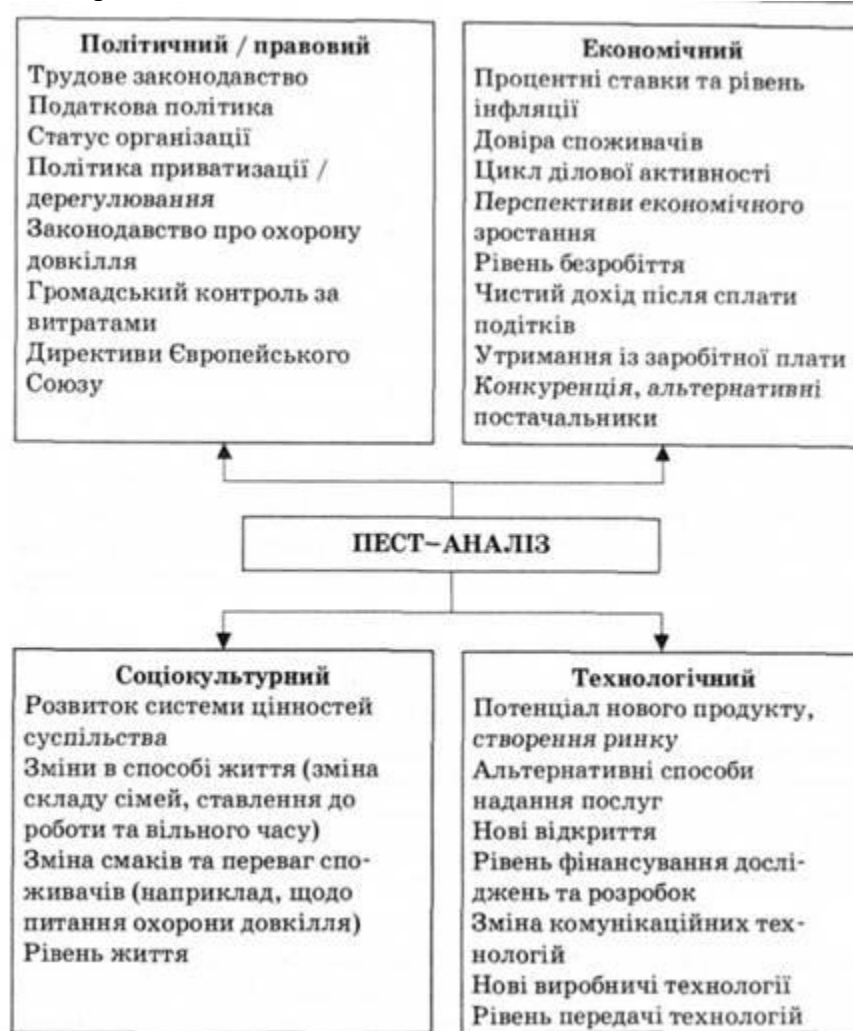 Політичний / правовий
Трудове законодавство
Податкова політика
Статус організації
Політика приватизації /
дерегулювання
Законодавство про охорону
довкілля
Громадський контроль за
витратами
Директиви Європейського
Союзу
Економічний
Процентні ставки та рівень
інфляції
Довіра споживачів
Цикл ділової активності
Перспективи економічного
зростання
Рівень безробіття
Чистий дохід після сплати
подітків
Утримання із заробітної плати
Конкуренція, альтернативні
постачальники
ПЕСТ–АНАЛІЗ
Соціокультурний
Розвиток системи цінностей
суспільства
Зміни в способі життя (зміна
складу сімей, ставлення до
роботи та вільного часу)
Зміна смаків та переваг спо-
живачів (наприклад, щодо
питання охорони довкілля)
Рівень життя
Технологічний
Потенціал нового продукту,
створення ринку
Альтернативні способи
надання послуг
Нові відкриття
Рівень фінансування дослі-
джень та розробок
Зміна комунікаційних тех-
нологій
Нові виробничі технології
Рівень передачі технологій